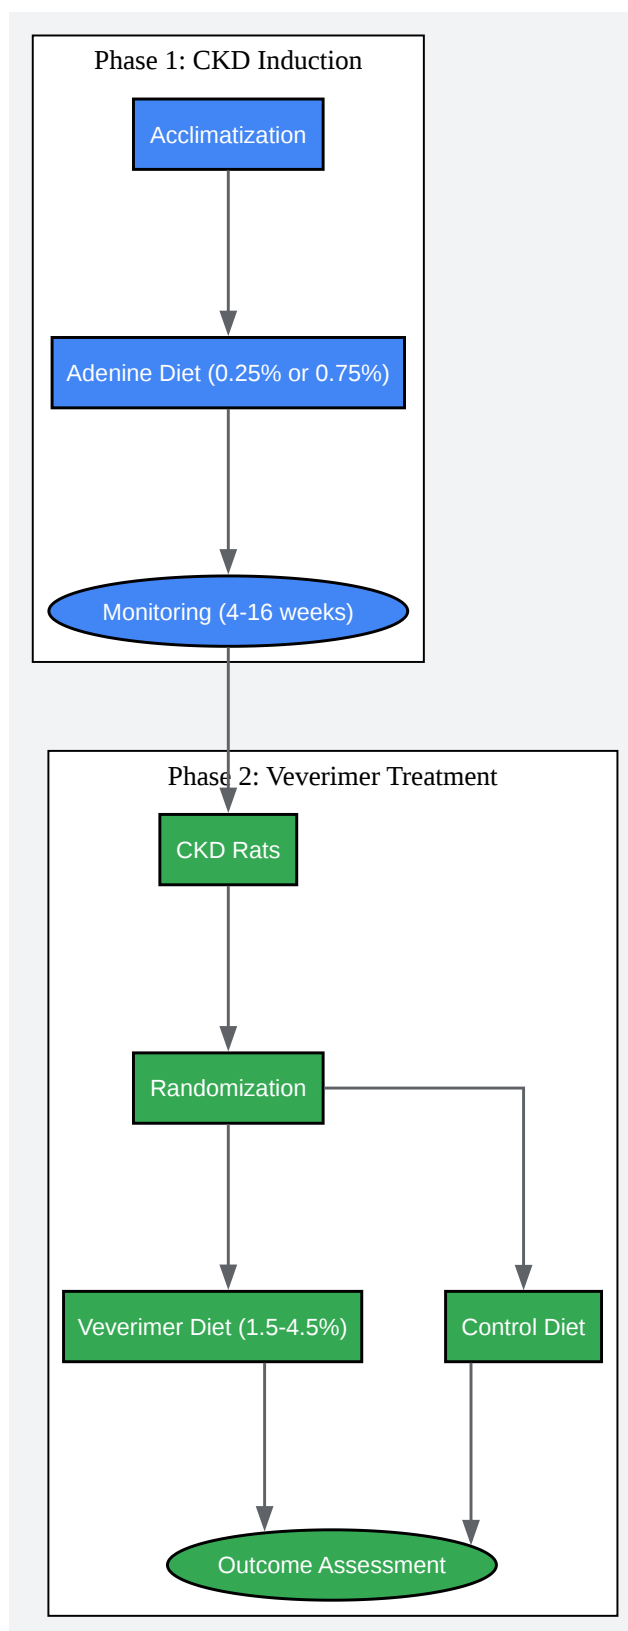 Phase 1: CKD Induction
Acclimatization
Adenine Diet (0.25% or 0.75%)
Monitoring (4-16 weeks)
Phase 2: Veverimer Treatment
CKD Rats
Randomization
Veverimer Diet (1.5-4.5%)
Control Diet
Outcome Assessment